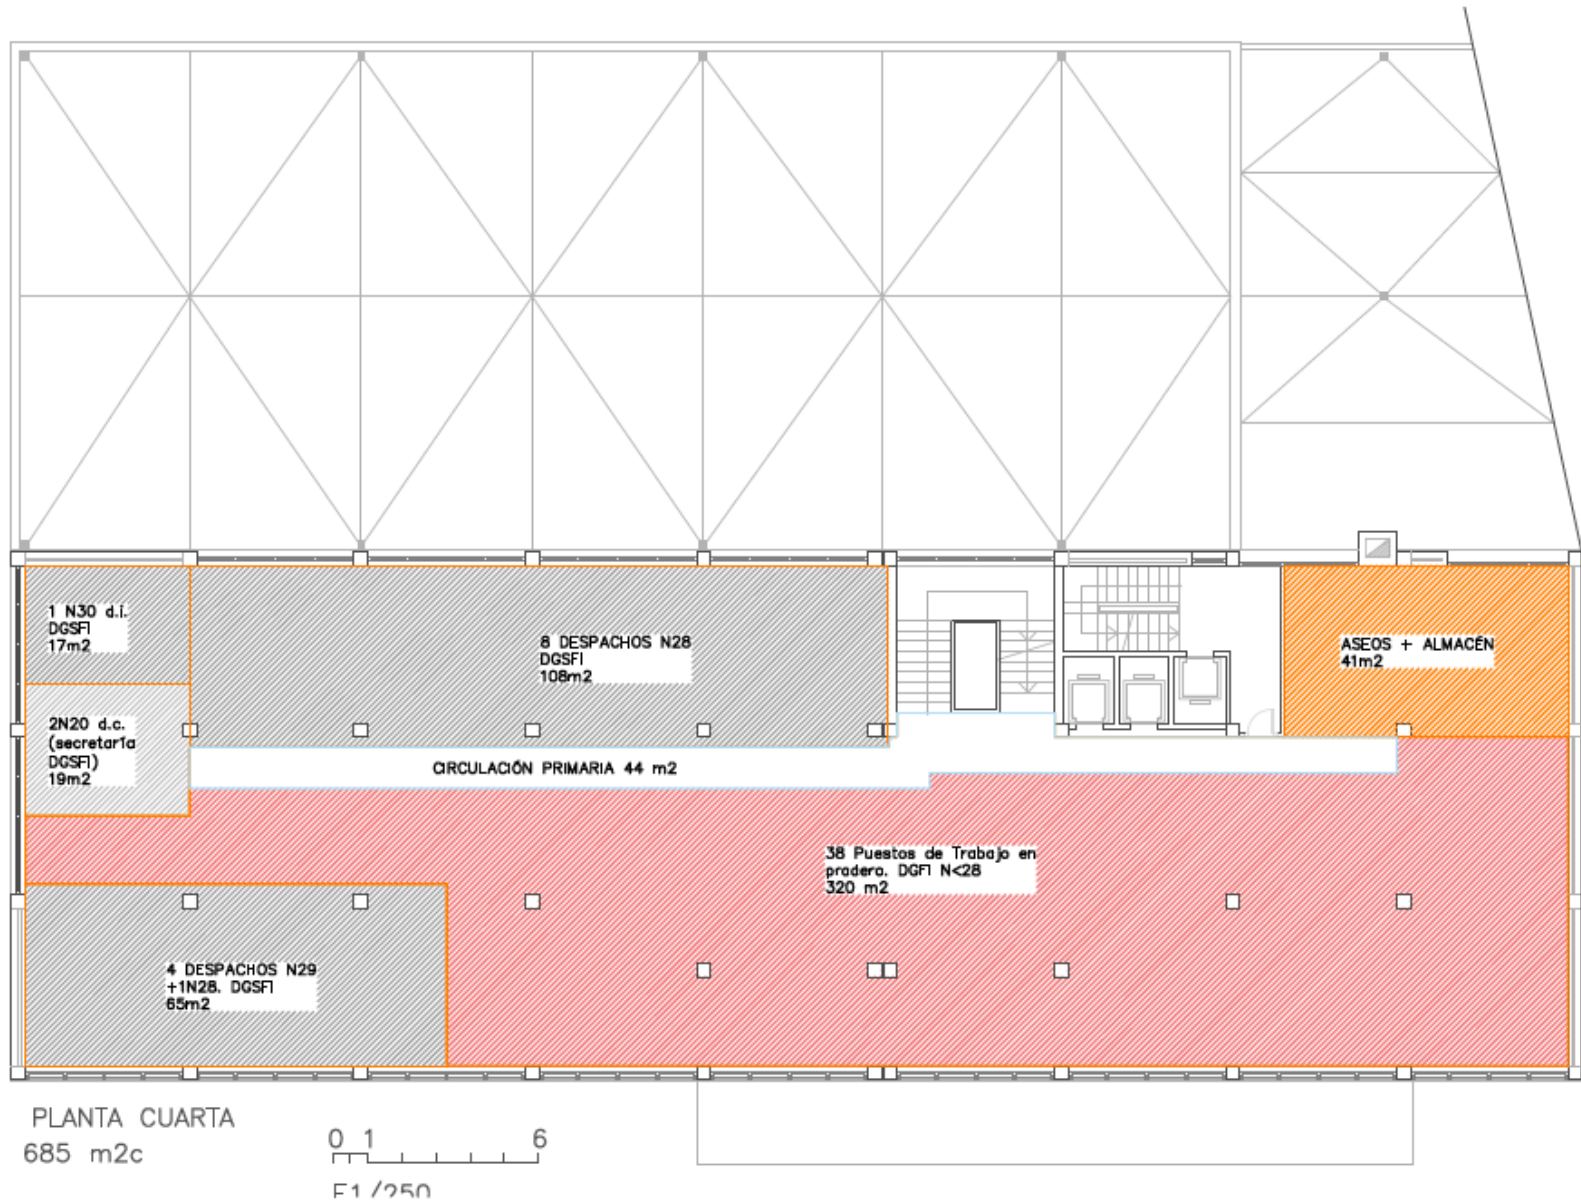 1 N30 d.i.
DGSFI
17m2
8 DESPACHOS N28
DGSFI
108m2
ASEOS + ALMACÉN
41m2
2N20 d.c.
(secretaría
DGSFI)
19m2
CIRCULACIÓN PRIMARIA 44 m2
38 Puestos de Trabajo en
pradera. DGFI N<28
320 m2
4 DESPACHOS N29
+1N28. DGSFI
65m2
PLANTA CUARTA
685 m2c
0 1 6
E1/250